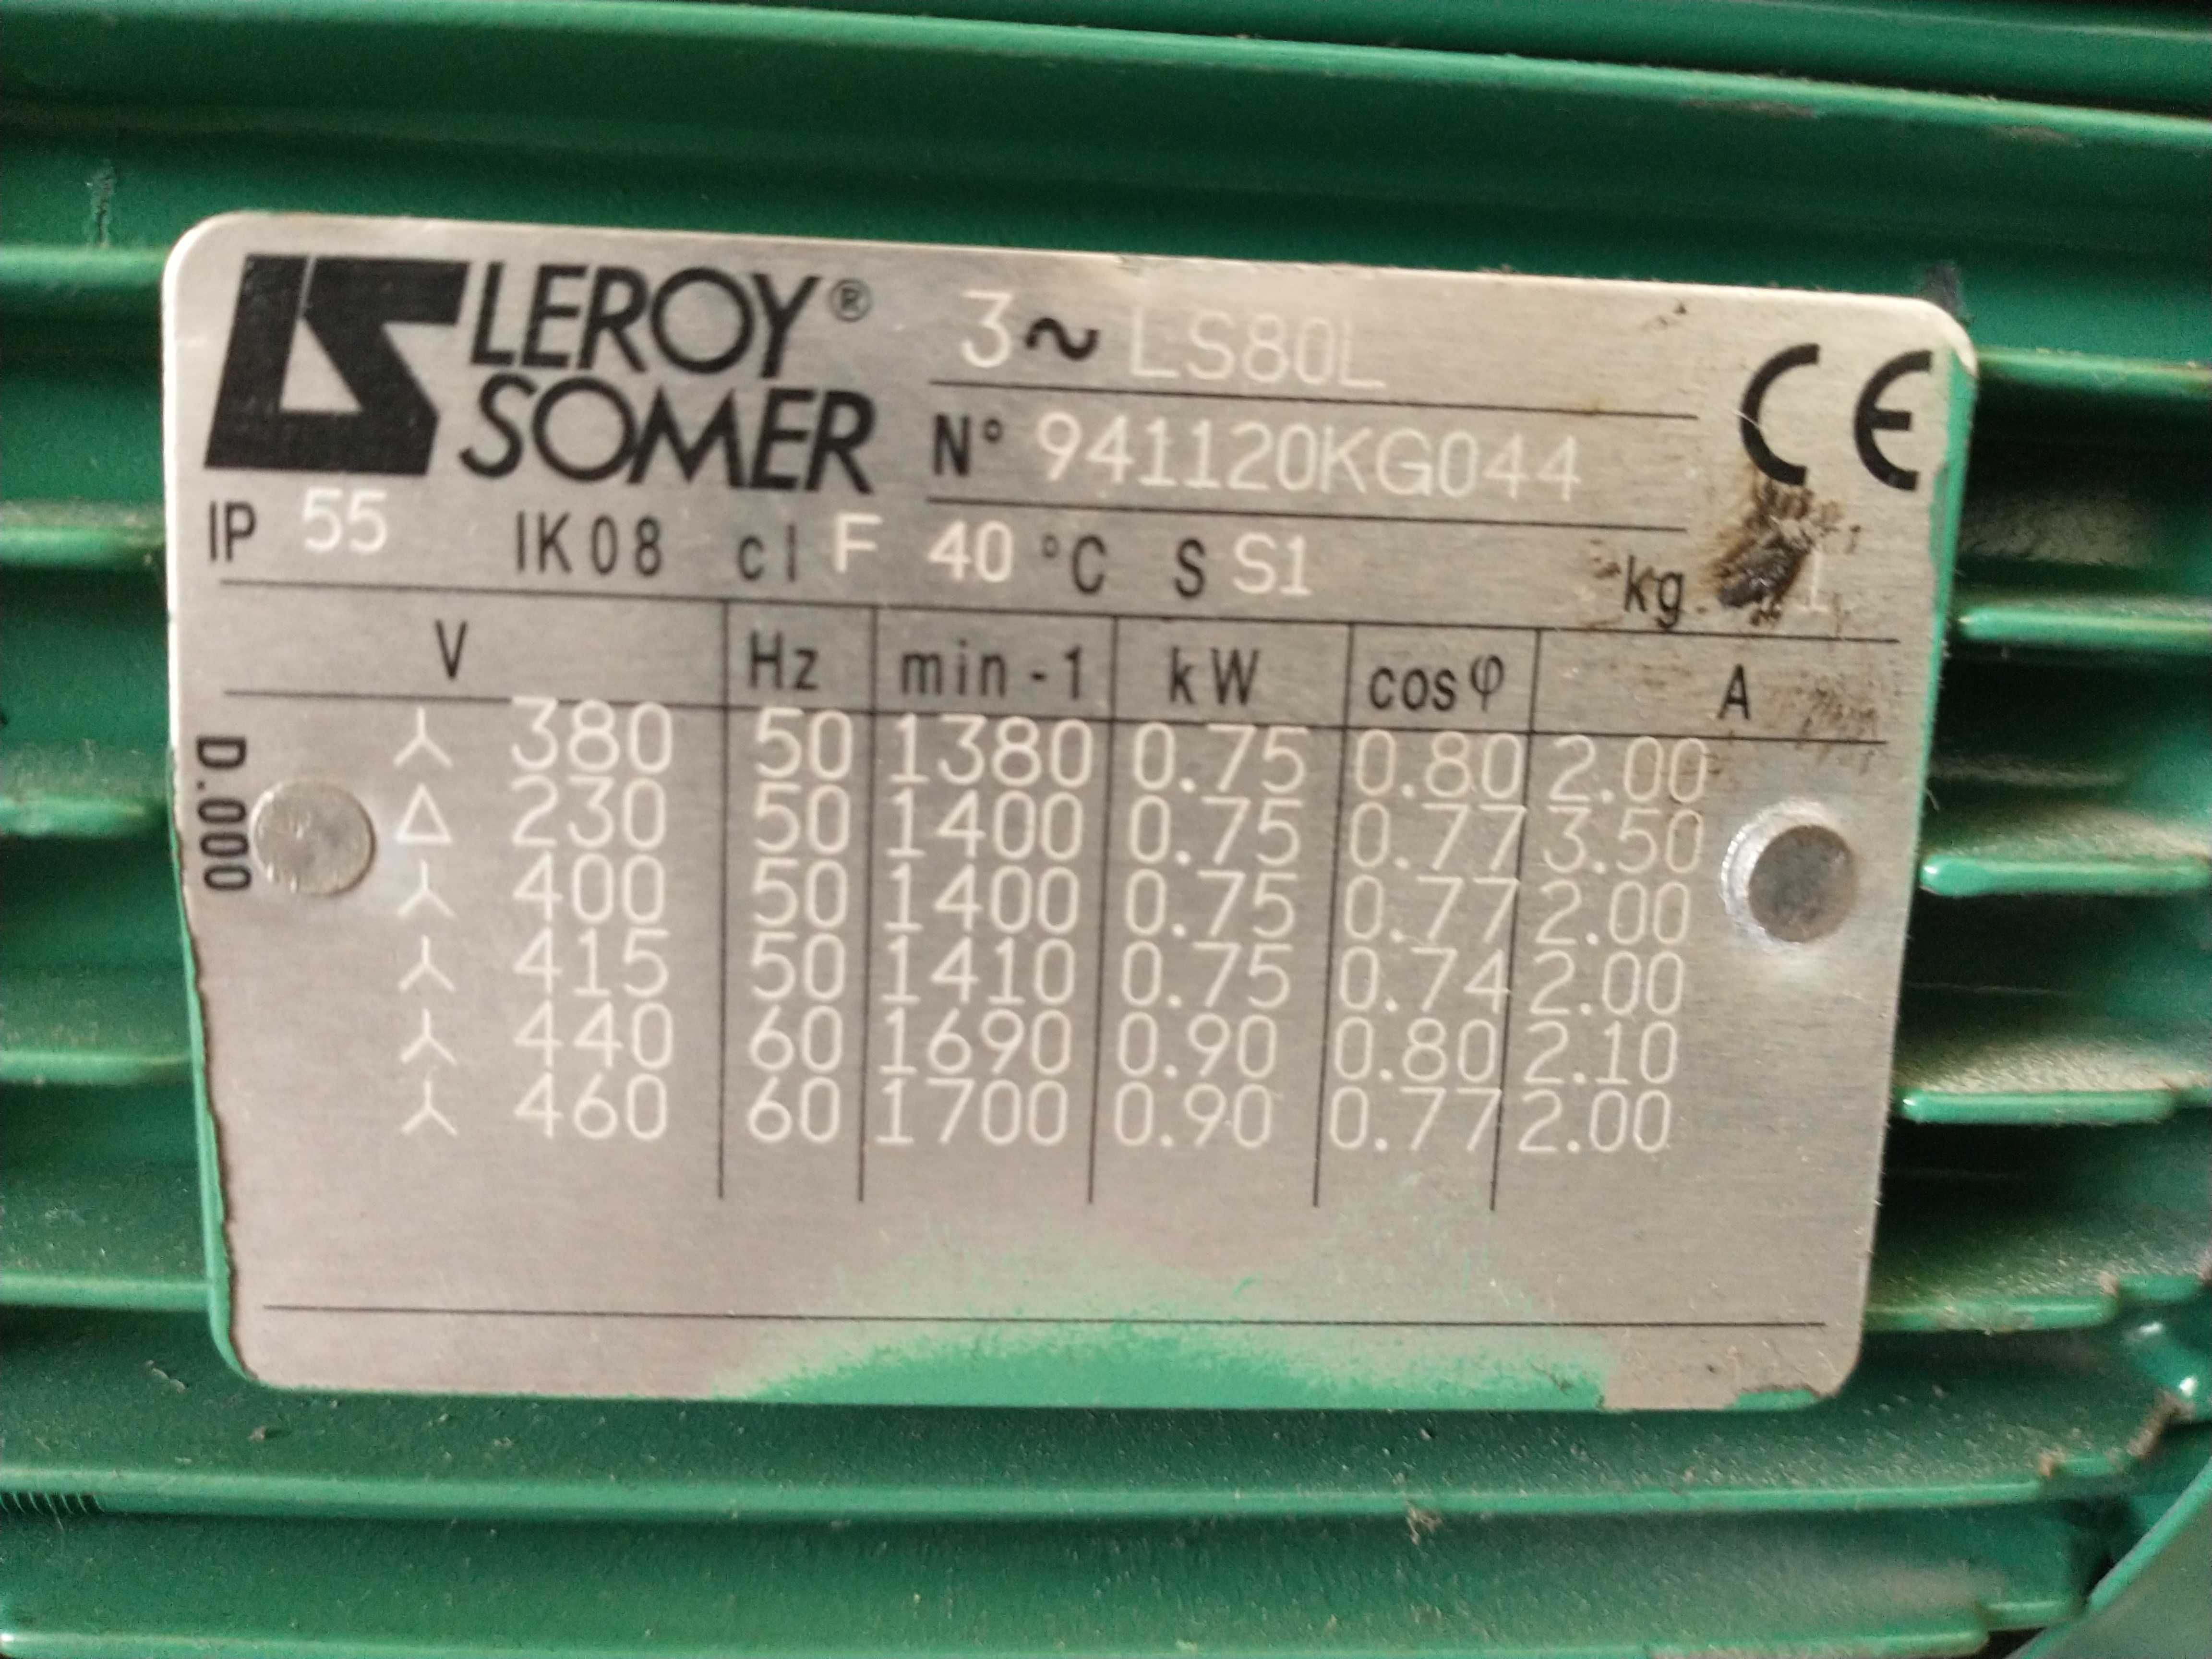 LEROY® 3~ LS80L
SOMER N° 941120KG044
CE
IP 55 IK08 cl F 40 °C S S1 kg.
V Hz min-1 kW cosφ A
D.000
⅄ 380 50 1380 0.75 0.80 2.00
Δ 230 50 1400 0.75 0.77 3.50
⅄ 400 50 1400 0.75 0.77 2.00
⅄ 415 50 1410 0.75 0.74 2.00
⅄ 440 60 1690 0.90 0.80 2.10
⅄ 460 60 1700 0.90 0.77 2.00